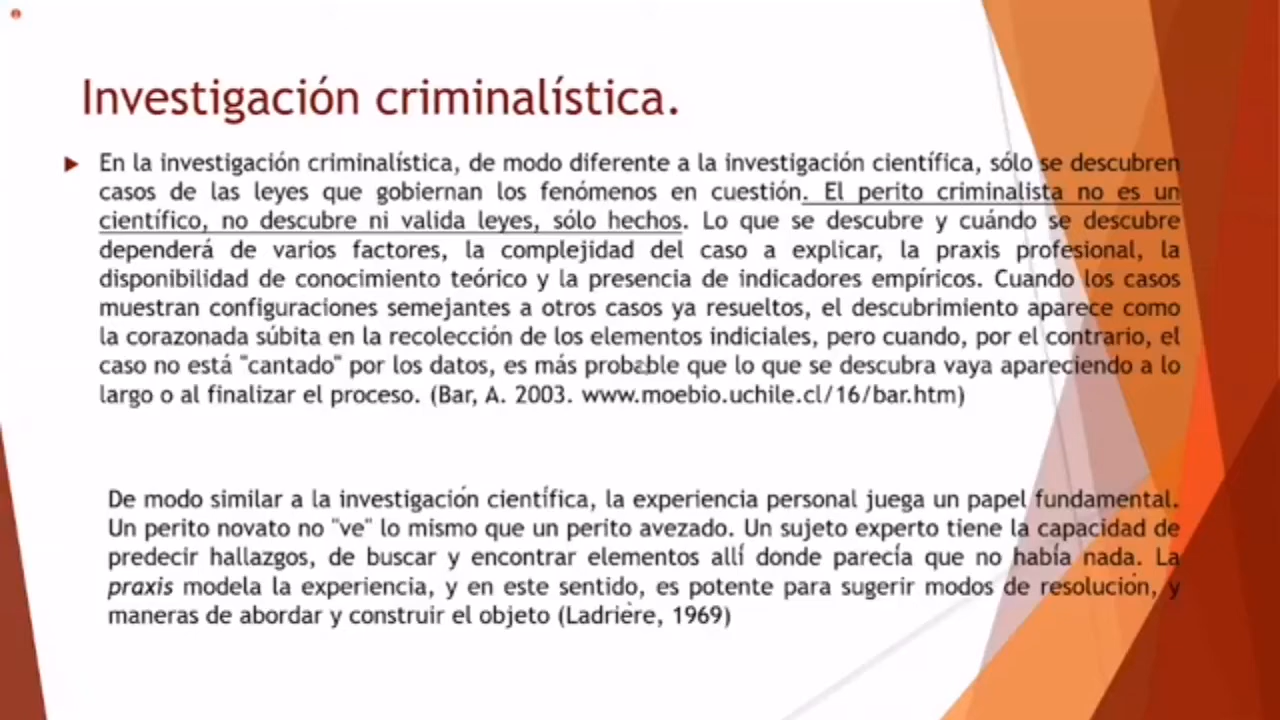 Investigación criminalística.
En la investigación criminalística, de modo diferente a la investigación científica, sólo se descubren
casos de las leyes que gobiernan los fenómenos en cuestión. El perito criminalista no es un
científico, no descubre ni valida leyes, sólo hechos. Lo que se descubre y cuándo se descubre
dependerá de varios factores, la complejidad del caso a explicar, la praxis profesional, la
disponibilidad de conocimiento teórico y la presencia de indicadores empíricos. Cuando los casos
muestran configuraciones semejantes a otros casos ya resueltos, el descubrimiento aparece como
la corazonada súbita en la recolección de los elementos indiciales, pero cuando, por el contrario, el
caso no está "cantado" por los datos, es más probable que lo que se descubra vaya apareciendo a lo
largo o al finalizar el proceso. (Bar, A. 2003. www.moebio.uchile.cl/16/bar.htm)
De modo similar a la investigación científica, la experiencia personal juega un papel fundamental.
Un perito novato no "ve" lo mismo que un perito avezado. Un sujeto experto tiene la capacidad de
predecir hallazgos, de buscar y encontrar elementos allí donde parecía que no había nada. La
praxis modela la experiencia, y en este sentido, es potente para sugerir modos de resolución, y
maneras de abordar y construir el objeto (Ladrière, 1969)